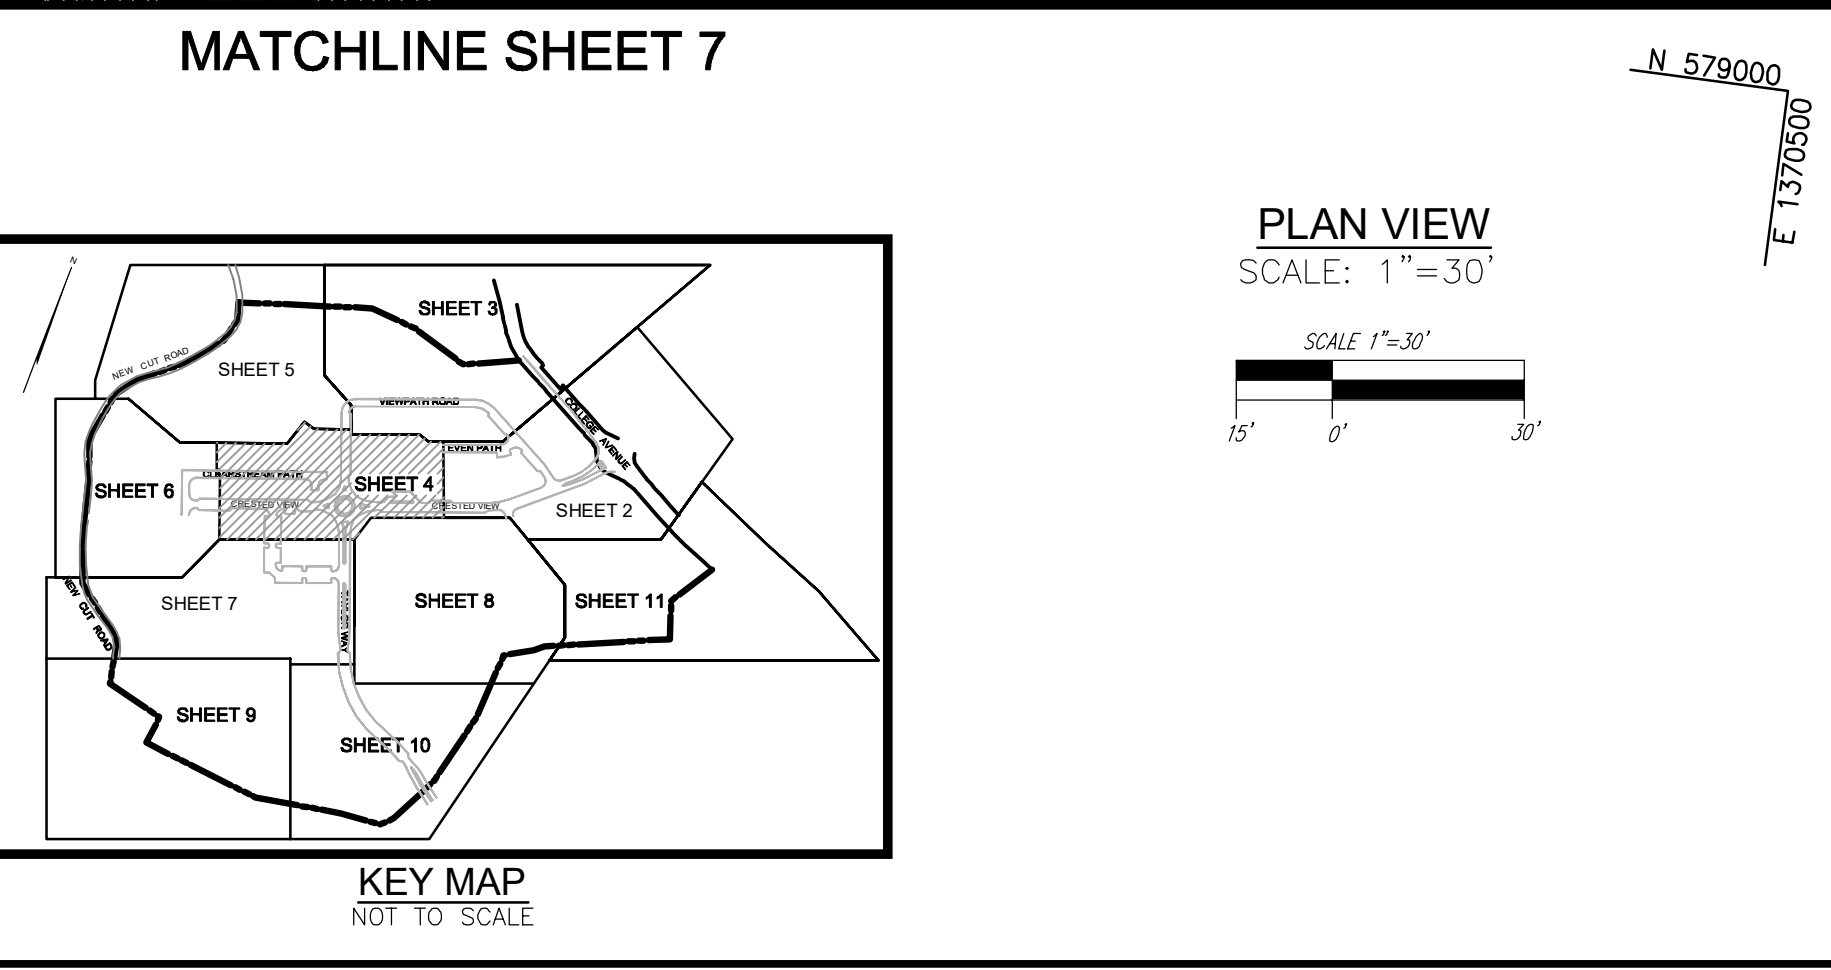 MATCHLINE SHEET 7
N 579000
E 1370500
PLAN VIEW
SCALE: 1"=30'
SCALE 1"=30'
15' 0' 30'
N
SHEET 3
NEW CUT ROAD
SHEET 5
VIEWPATH ROAD
COLLEGE AVENUE
EVEN PATH
CLEARSTREAM PATH
SHEET 4
SHEET 6
CRESTED VIEW
CRESTED VIEW
SHEET 2
NEW CUT ROAD
SHEET 7
WAY
SHEET 8
SHEET 11
SHEET 9
SHEET 10
KEY MAP
NOT TO SCALE